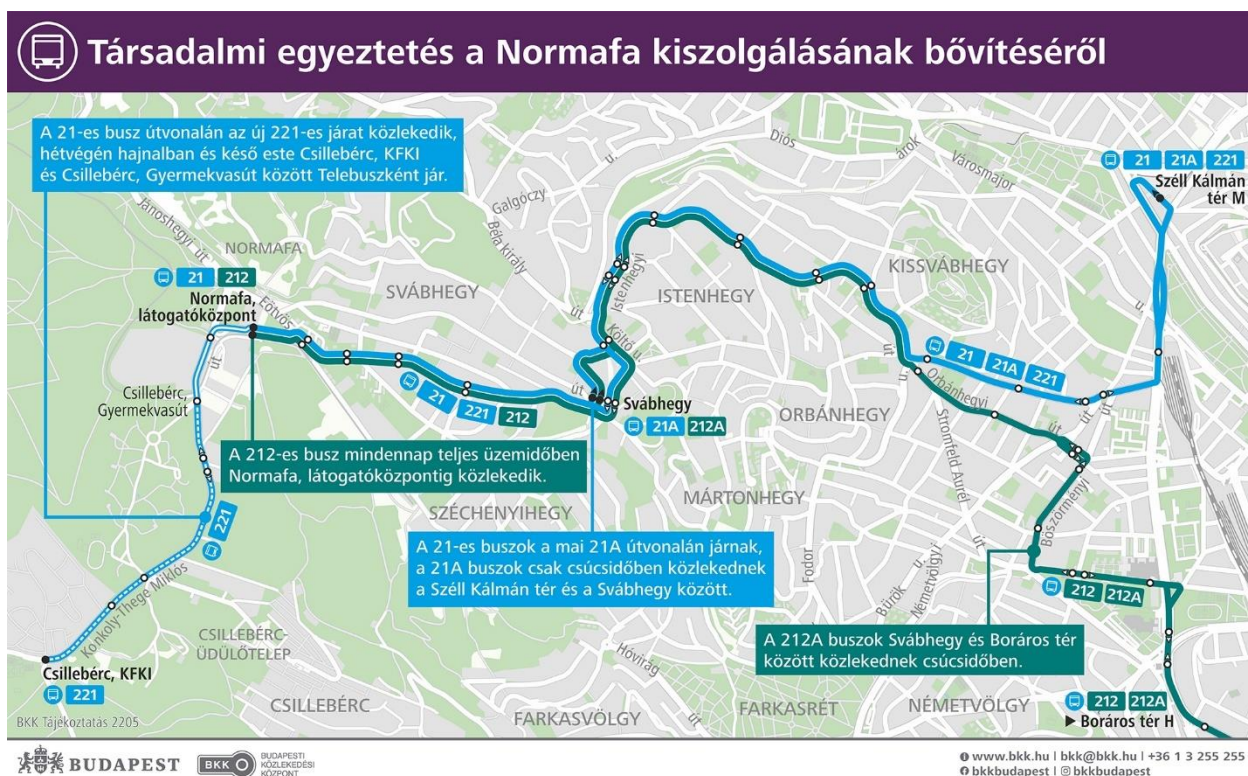 Társadalmi egyeztetés a Normafa kiszolgálásának bővítéséről
A 21-es busz útvonalán az új 221-es járat közlekedik,
hétvégén hajnalban és késő este Csillebérc, KFKI
és Csillebérc, Gyermekvasút között Telebuszként jár.
Diós
árok
Városmajor
u.
21 21A 221
Széll Kálmán
tér M
Galgóczy
u.
Béla király
Jánoshegyi út
NORMAFA
21 212
Normafa,
látogatóközpont
Eötvös
SVÁBHEGY
Istenhegyi
ISTENHEGY
KISSVÁBHEGY
út
Költő u.
út
út
Csillebérc,
Gyermekvasút
21 221 212
út
Svábhegy
21A 212A
u.
21 21A 221
Orbánhegyi
út
út
út
ORBÁNHEGY
Stromfeld Aurél
út
A 212-es busz mindennap teljes üzemidőben
Normafa, látogatóközpontig közlekedik.
MÁRTONHEGY
SZÉCHENYIHEGY
Böszörményi
221
A 21-es buszok a mai 21A útvonalán járnak,
a 21A buszok csak csúcsidőben közlekednek
a Széll Kálmán tér és a Svábhegy között.
Fodor
u.
Bürök
u.
Németvölgyi
212 212A
Konkoly-Thege Miklós
CSILLEBÉRC-
ÜDÜLŐTELEP
A 212A buszok Svábhegy és Boráros tér
között közlekednek csúcsidőben.
Hóvirág
u.
Csillebérc, KFKI
221
CSILLEBÉRC
FARKASVÖLGY
FARKASRÉT
NÉMETVÖLGY
212 212A
Boráros tér H
BKK Tájékoztatás 2205
BUDAPEST
BKK
BUDAPESTI
KÖZLEKEDÉSI
KÖZPONT
www.bkk.hu | bkk@bkk.hu | +36 1 3 255 255
bkkbudapest | bkkbudapest